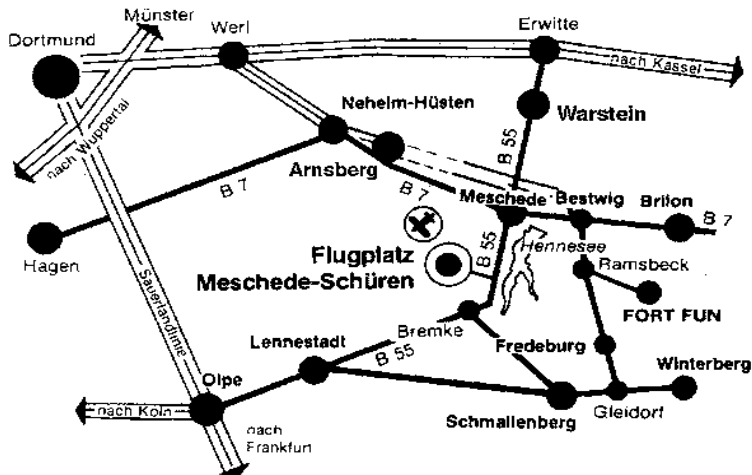 Münster
Dortmund
Werl
Erwitte
nach Kassel
Neheim-Hüsten
Warstein
nach Wuppertal
B 55
Arnsberg
B 7
B 7
Meschede
Bestwig
Brilon
B 7
Hagen
Flugplatz
Meschede-Schüren
B 55
Hennesee
Ramsbeck
FORT FUN
Sauerlandlinie
Bremke
Lennestadt
B 55
Fredeburg
Winterberg
Olpe
nach Köln
Schmallenberg
Gleidorf
nach
Frankfurt